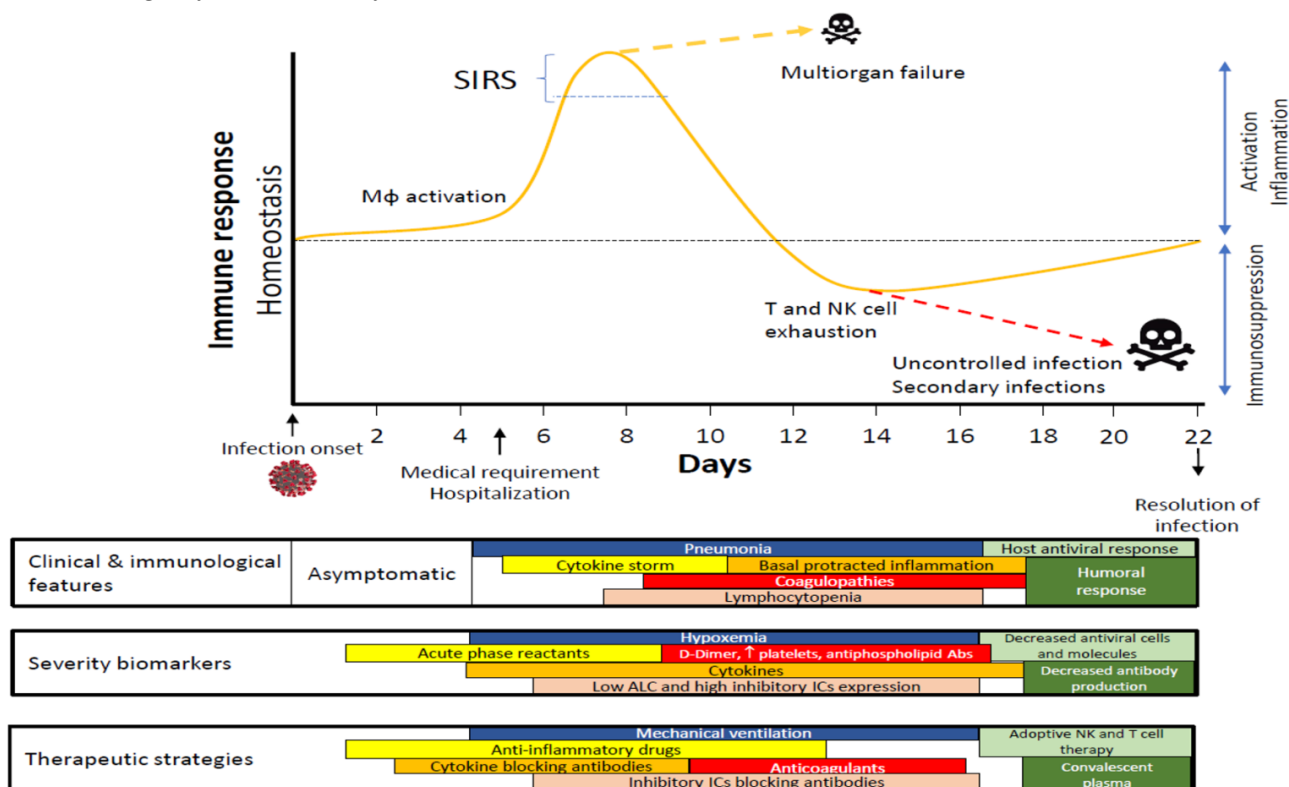 SIRS
Multiorgan failure
Immune response
Homeostasis
Mϕ activation
Activation
Inflammation
T and NK cell
exhaustion
Uncontrolled infection
Secondary infections
Immunosuppression
2 4 6 8 10 12 14 16 18 20 22
Infection onset
Medical requirement
Hospitalization
Days
Resolution of
infection
Clinical & immunological
features
Asymptomatic
Pneumonia
Host antiviral response
Cytokine storm
Basal protracted inflammation
Coagulopathies
Humoral
response
Lymphocytopenia
Severity biomarkers
Hypoxemia
Decreased antiviral cells
and molecules
Acute phase reactants
D-Dimer, ↑ platelets, antiphospholipid Abs
Cytokines
Decreased antibody
production
Low ALC and high inhibitory ICs expression
Therapeutic strategies
Mechanical ventilation
Adoptive NK and T cell
therapy
Anti-inflammatory drugs
Cytokine blocking antibodies
Anticoagulants
Convalescent
plasma
Inhibitory ICs blocking antibodies